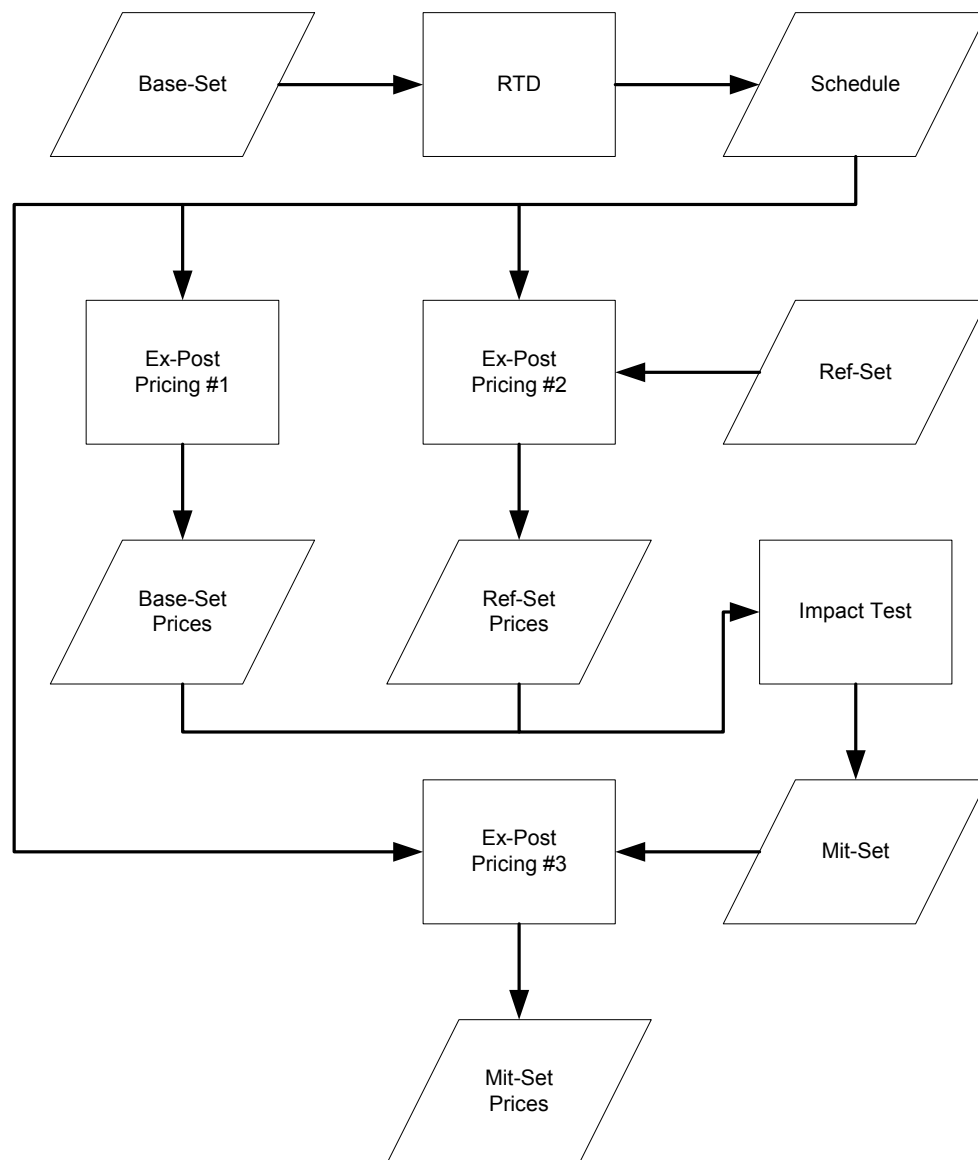 Base-Set
RTD
Schedule
Ex-Post
Pricing #1
Ex-Post
Pricing #2
Ref-Set
Base-Set
Prices
Ref-Set
Prices
Impact Test
Ex-Post
Pricing #3
Mit-Set
Mit-Set
Prices